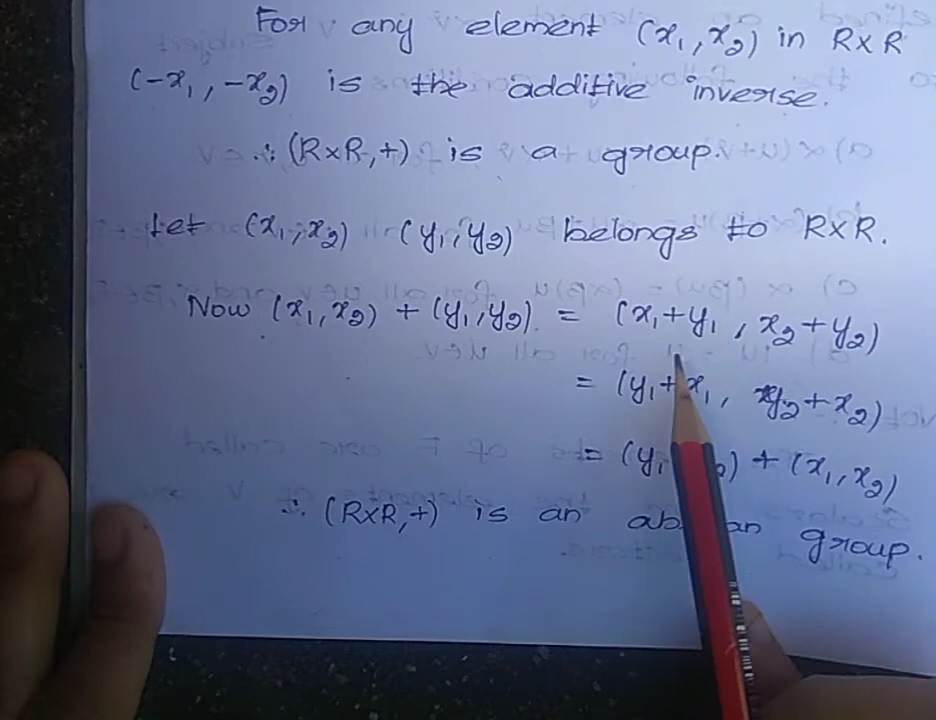 For any element (x₁, x₂) in R×R
(-x₁, -x₂) is the additive inverse.
∴ (R×R, +) is a group.
Let (x₁, x₂) (y₁, y₂) belongs to R×R.
Now (x₁, x₂) + (y₁, y₂) = (x₁+y₁, x₂+y₂)
= (y₁+x₁, y₂+x₂)
= (y₁ ) + (x₁, x₂)
∴ (R×R, +) is an group.